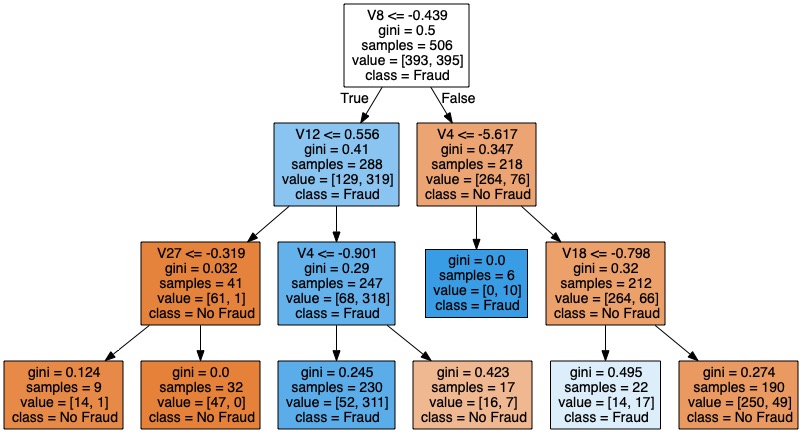 V8 <= -0.439
gini = 0.5
samples = 506
value = [393, 395]
class = Fraud
True
False
V12 <= 0.556
gini = 0.41
samples = 288
value = [129, 319]
class = Fraud
V4 <= -5.617
gini = 0.347
samples = 218
value = [264, 76]
class = No Fraud
V27 <= -0.319
gini = 0.032
samples = 41
value = [61, 1]
class = No Fraud
V4 <= -0.901
gini = 0.29
samples = 247
value = [68, 318]
class = Fraud
gini = 0.0
samples = 6
value = [0, 10]
class = Fraud
V18 <= -0.798
gini = 0.32
samples = 212
value = [264, 66]
class = No Fraud
gini = 0.124
samples = 9
value = [14, 1]
class = No Fraud
gini = 0.0
samples = 32
value = [47, 0]
class = No Fraud
gini = 0.245
samples = 230
value = [52, 311]
class = Fraud
gini = 0.423
samples = 17
value = [16, 7]
class = No Fraud
gini = 0.495
samples = 22
value = [14, 17]
class = Fraud
gini = 0.274
samples = 190
value = [250, 49]
class = No Fraud